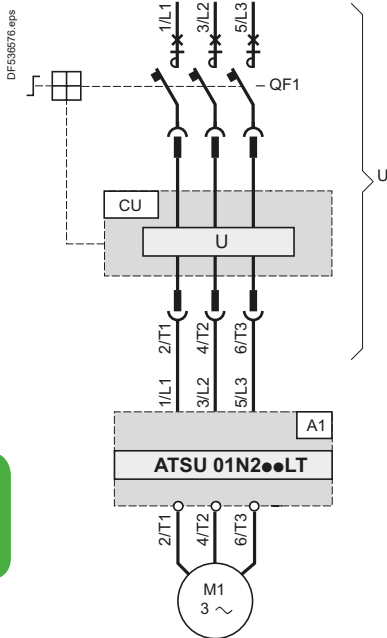 DF536576.eps
1/L1 3/L2 5/L3
QF1
U
CU
U
2/T1 4/T2 6/T3
1/L1 3/L2 5/L3
A1
ATSU 01N2●●LT
2/T1 4/T2 6/T3
M1
3 ~